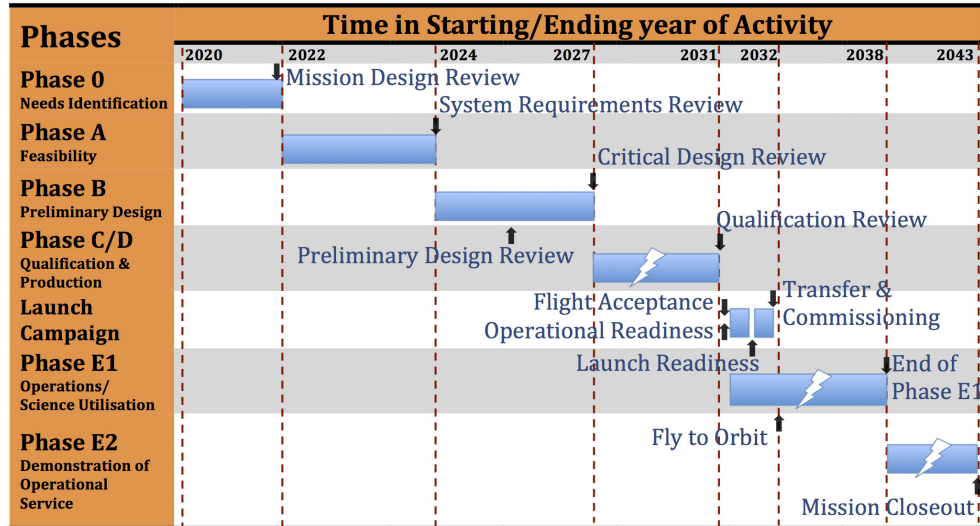 Phases
Time in Starting/Ending year of Activity
2020 2022 2024 2027 2031 2032 2038 2043
Phase 0
Needs Identification
Mission Design Review
System Requirements Review
Phase A
Feasibility
Critical Design Review
Phase B
Preliminary Design
Qualification Review
Phase C/D
Qualification &
Production
Preliminary Design Review
Launch
Campaign
Flight Acceptance
Operational Readiness
Transfer &
Commissioning
Launch Readiness
Phase E1
Operations/
Science Utilisation
End of
Phase E1
Fly to Orbit
Phase E2
Demonstration of
Operational
Service
Mission Closeout